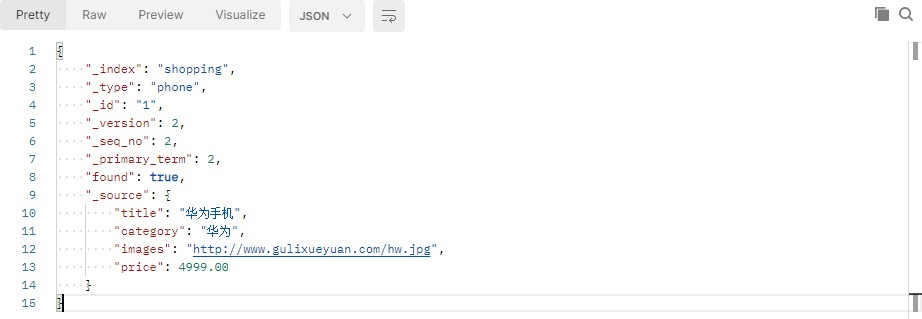 Pretty Raw Preview Visualize JSON
1 {
2 "_index": "shopping",
3 "_type": "phone",
4 "_id": "1",
5 "_version": 2,
6 "_seq_no": 2,
7 "_primary_term": 2,
8 "found": true,
9 "_source": {
10 "title": "华为手机",
11 "category": "华为",
12 "images": "http://www.gulixueyuan.com/hw.jpg",
13 "price": 4999.00
14 }
15 }